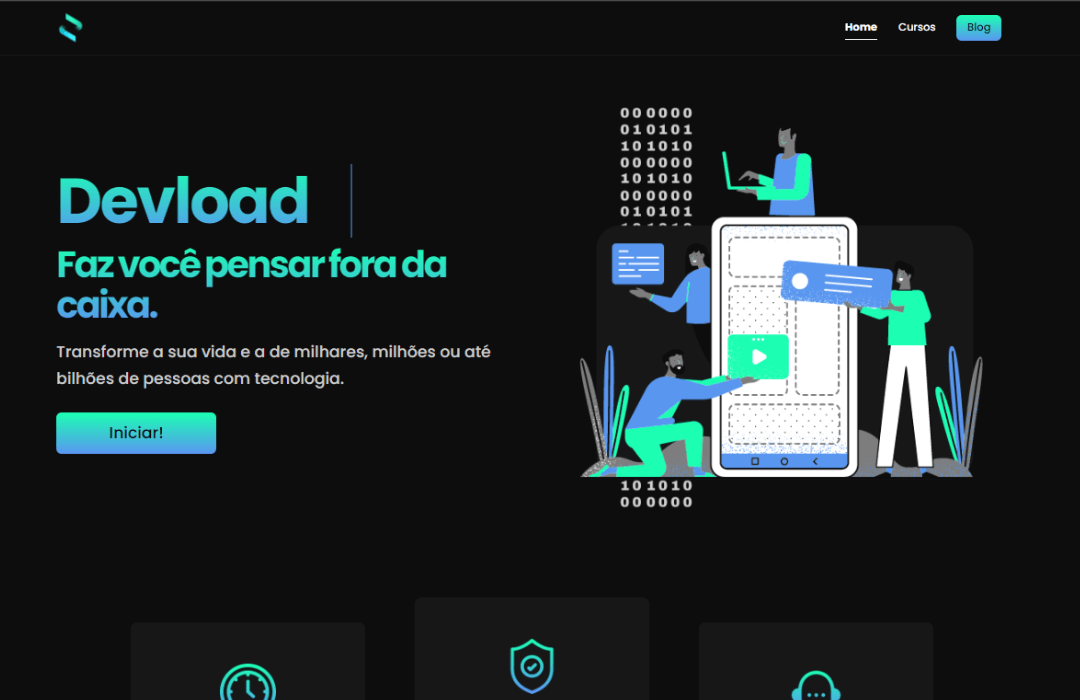 Home Cursos Blog
000000
010101
101010
000000
101010
000000
010101
Devload
Faz você pensar fora da
caixa.
Transforme a sua vida e a de milhares, milhões ou até
bilhões de pessoas com tecnologia.
Iniciar!
101010
000000